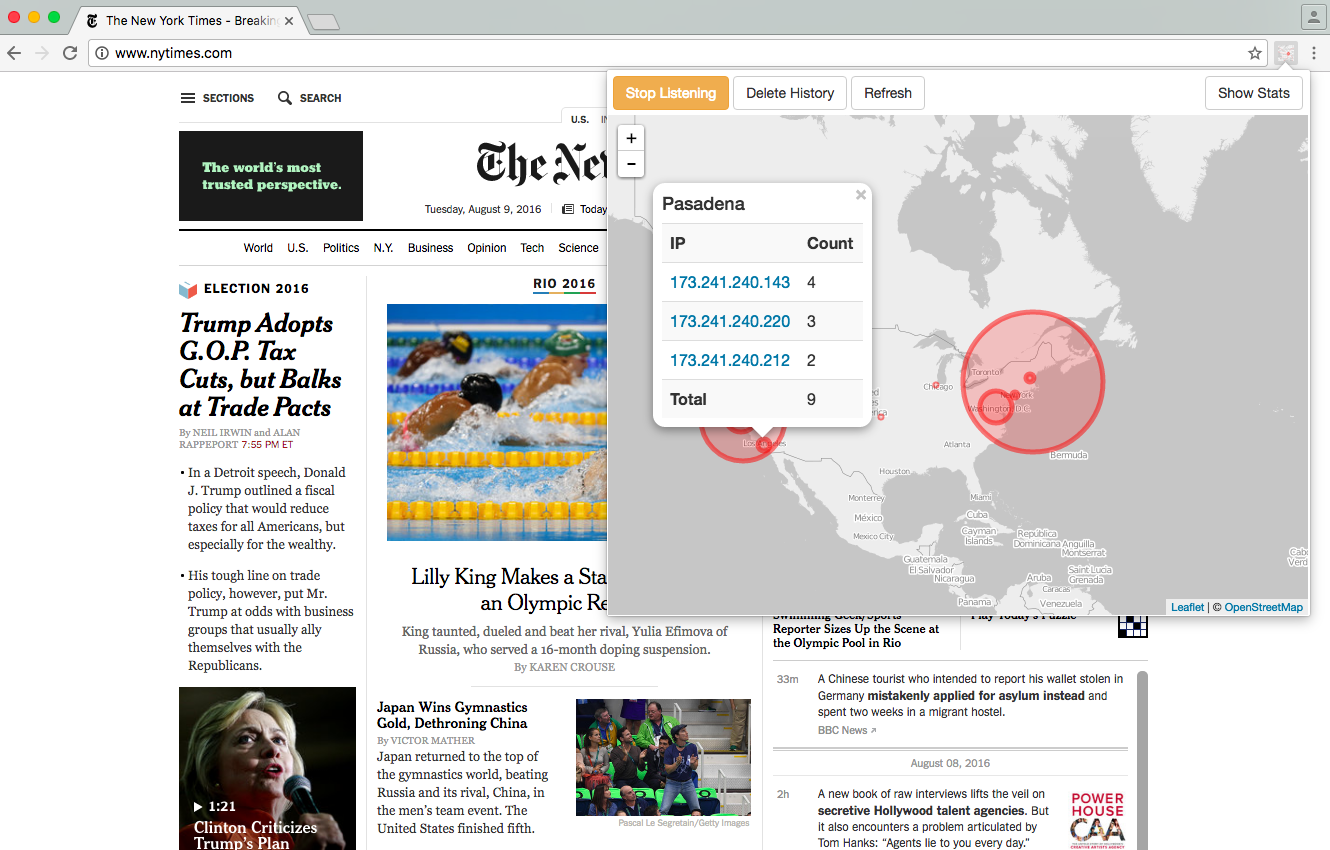 The New York Times - Breaking
www.nytimes.com
Stop Listening
Delete History
Refresh
Show Stats
SECTIONS
SEARCH
U.S.
The world's most
trusted perspective.
The New
Tuesday, August 9, 2016
Today
World U.S. Politics N.Y. Business Opinion Tech Science
+
-
Pasadena
×
IP Count
173.241.240.143 4
173.241.240.220 3
173.241.240.212 2
Total 9
Toronto
Chicago
New York
Washington, D.C.
Los Angeles
Atlanta
Bermuda
Houston
Monterrey
Miami
México
Cuba
Mexico City
Cayman
Islands
República
Dominicana
Anguilla
Montserrat
Guatemala
El Salvador
Nicaragua
Aruba
Saint Lucia
Grenada
Caracas
Panama
Venezuela
Leaflet | © OpenStreetMap
ELECTION 2016
Trump Adopts
G.O.P. Tax
Cuts, but Balks
at Trade Pacts
By NEIL IRWIN and ALAN
RAPPEPORT 7:55 PM ET
• In a Detroit speech, Donald
J. Trump outlined a fiscal
policy that would reduce
taxes for all Americans, but
especially for the wealthy.
• His tough line on trade
policy, however, put Mr.
Trump at odds with business
groups that usually ally
themselves with the
Republicans.
1:21
Clinton Criticizes
Trump's Plan
RIO 2016
Lilly King Makes a Sta
an Olympic Re
King taunted, dueled and beat her rival, Yulia Efimova of
Russia, who served a 16-month doping suspension.
By KAREN CROUSE
Japan Wins Gymnastics
Gold, Dethroning China
By VICTOR MATHER
Japan returned to the top of
the gymnastics world, beating
Russia and its rival, China, in
the men's team event. The
United States finished fifth.
Pascal Le Segretain/Getty Images
Swimming Geek/Sports
Reporter Sizes Up the Scene at
the Olympic Pool in Rio
Play Today's Puzzle
33m
A Chinese tourist who intended to report his wallet stolen in
Germany mistakenly applied for asylum instead and
spent two weeks in a migrant hostel.
BBC News
August 08, 2016
2h
A new book of raw interviews lifts the veil on
secretive Hollywood talent agencies. But
it also encounters a problem articulated by
Tom Hanks: “Agents lie to you every day.”
POWER
HOUSE
CAA